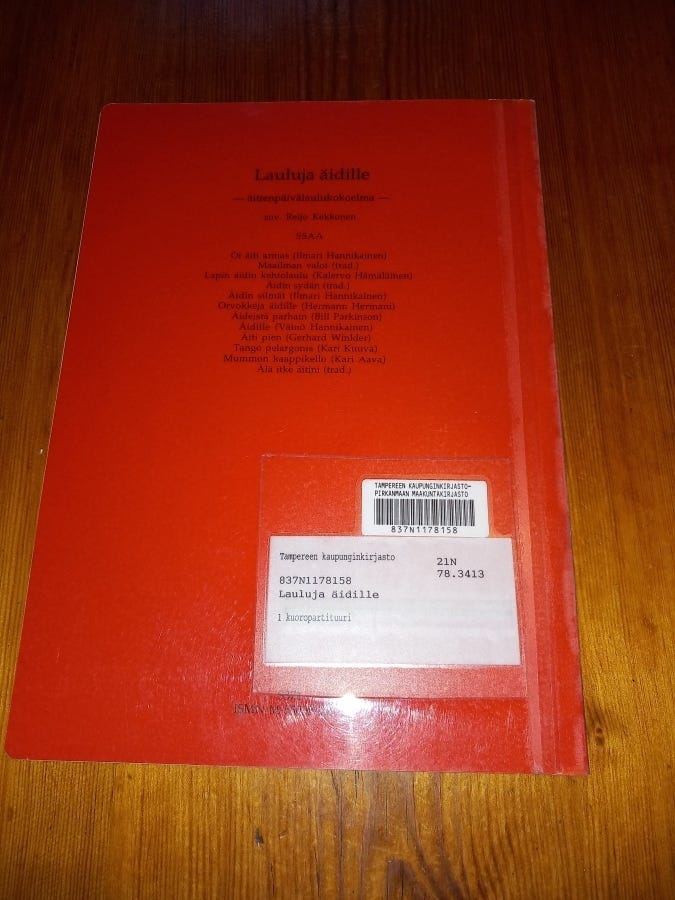 Lauluja äidille
— äitienpäivälaulukokoelma —
sov. Reijo Kekkonen
SSAA
Oi äiti armas (Ilmari Hannikainen)
Maailman valot (trad.)
Lapin äidin kehtolaulu (Kalervo Hämäläinen)
Äidin sydän (trad.)
Äidin silmät (Ilmari Hannikainen)
Orvokkeja äidille (Hermann Hermani)
Äideistä parhain (Bill Parkinson)
Äidille (Väinö Hannikainen)
Äiti pien (Gerhard Winkler)
Tango pelargonia (Kari Kuuva)
Mummon kaappikello (Kari Aava)
Älä itke äitini (trad.)
TAMPEREEN KAUPUNGINKIRJASTO-
PIRKANMAAN MAAKUNTAKIRJASTO
837N1178158
Tampereen kaupunginkirjasto
21N
78.3413
837N1178158
Lauluja äidille
1 kuoropartituuri
ISMN